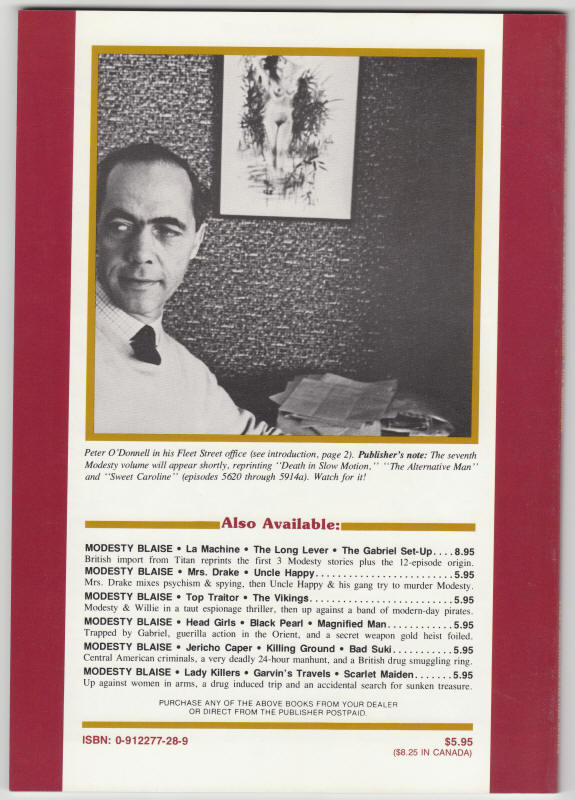 Peter O'Donnell in his Fleet Street office (see introduction, page 2). Publisher's note: The seventh
Modesty volume will appear shortly, reprinting "Death in Slow Motion," "The Alternative Man"
and "Sweet Caroline" (episodes 5620 through 5914a). Watch for it!
Also Available:
MODESTY BLAISE • La Machine • The Long Lever • The Gabriel Set-Up....8.95
British import from Titan reprints the first 3 Modesty stories plus the 12-episode origin.
MODESTY BLAISE • Mrs. Drake • Uncle Happy.........................5.95
Mrs. Drake mixes psychism & spying, then Uncle Happy & his gang try to murder Modesty.
MODESTY BLAISE • Top Traitor • The Vikings..........................5.95
Modesty & Willie in a taut espionage thriller, then up against a band of modern-day pirates.
MODESTY BLAISE • Head Girls • Black Pearl • Magnified Man............5.95
Trapped by Gabriel, guerilla action in the Orient, and a secret weapon gold heist foiled.
MODESTY BLAISE • Jericho Caper • Killing Ground • Bad Suki...........5.95
Central American criminals, a very deadly 24-hour manhunt, and a British drug smuggling ring.
MODESTY BLAISE • Lady Killers • Garvin's Travels • Scarlet Maiden.......5.95
Up against women in arms, a drug induced trip and an accidental search for sunken treasure.
PURCHASE ANY OF THE ABOVE BOOKS FROM YOUR DEALER
OR DIRECT FROM THE PUBLISHER POSTPAID.
ISBN: 0-912277-28-9
$5.95
($8.25 IN CANADA)